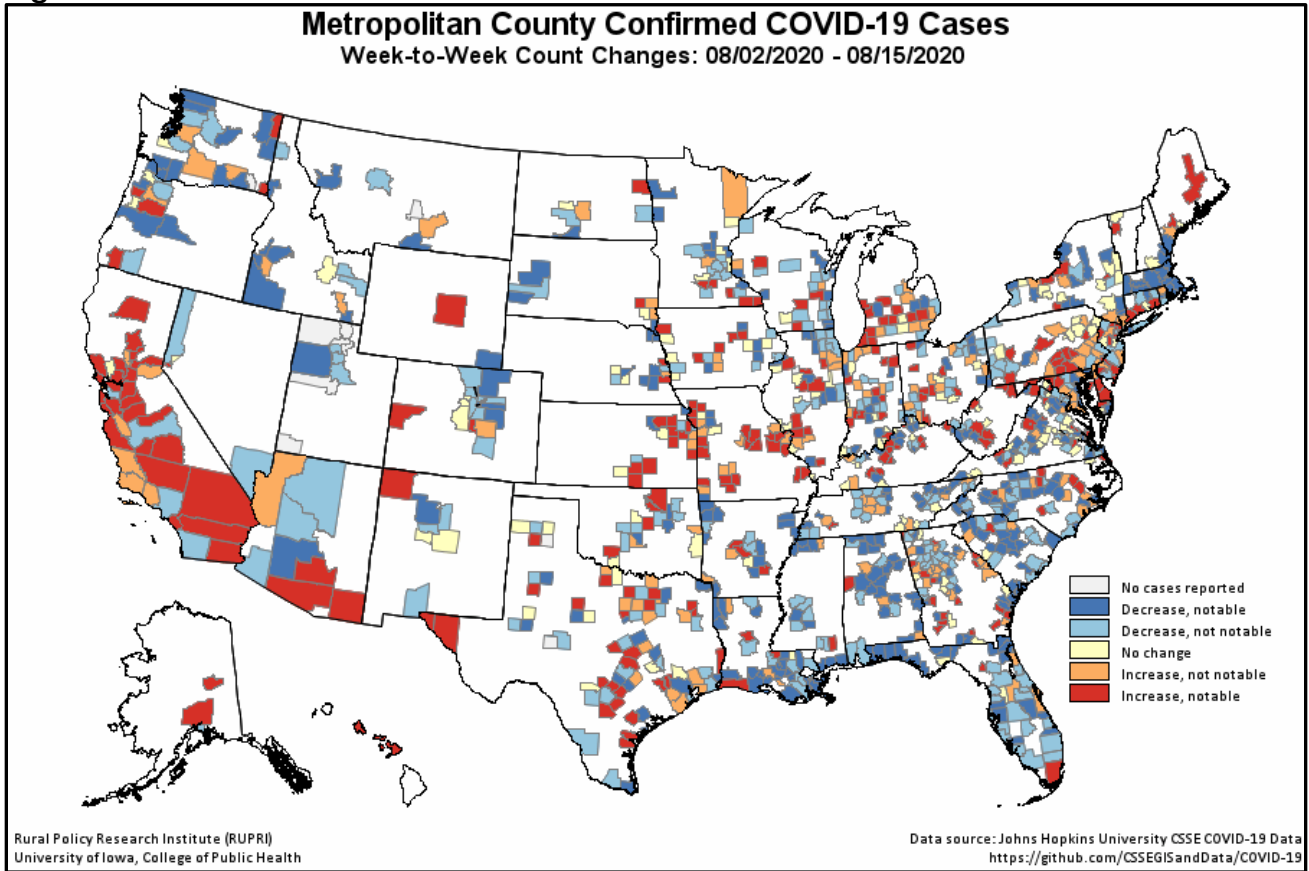 Metropolitan County Confirmed COVID-19 Cases
Week-to-Week Count Changes: 08/02/2020 - 08/15/2020
No cases reported
Decrease, notable
Decrease, not notable
No change
Increase, not notable
Increase, notable
Rural Policy Research Institute (RUPRI)
University of Iowa, College of Public Health
Data source: Johns Hopkins University CSSE COVID-19 Data
https://github.com/CSSEGISandData/COVID-19